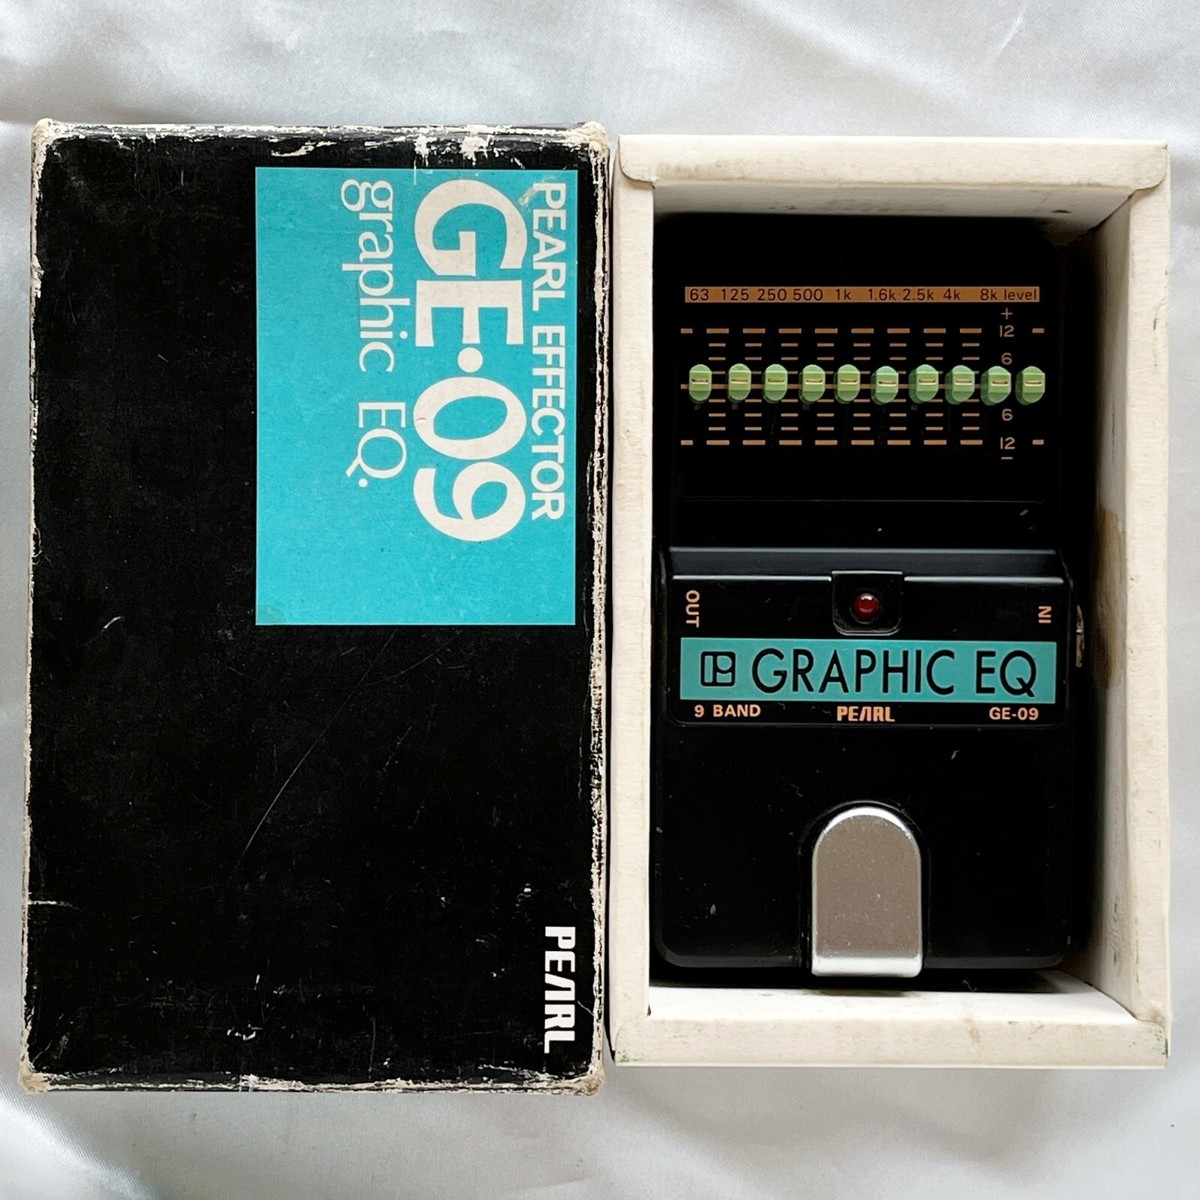 PEARL EFFECTOR
GE·09
graphic EQ.
PEARL
63 125 250 500 1k 1.6k 2.5k 4k 8k level
+
12
6
6
12
−
OUT
IN
GRAPHIC EQ
9 BAND PEARL GE-09